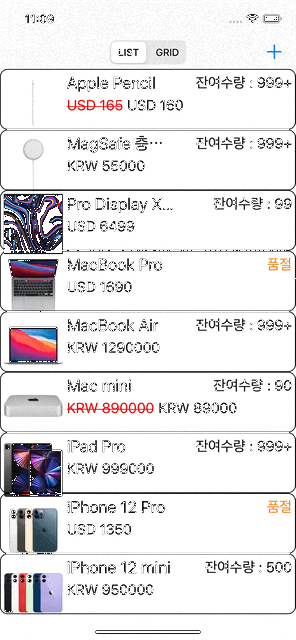 11:09
LIST GRID +
Apple Pencil 잔여수량 : 999+
USD 165 USD 160
MagSafe 충… 잔여수량 : 999+
KRW 55000
Pro Display X... 잔여수량 : 99
USD 6499
MacBook Pro 품절
USD 1690
MacBook Air 잔여수량 : 999+
KRW 1290000
Mac mini 잔여수량 : 90
KRW 890000 KRW 89000
iPad Pro 잔여수량 : 999+
KRW 999000
iPhone 12 Pro 품절
USD 1350
iPhone 12 mini 잔여수량 : 500
KRW 950000